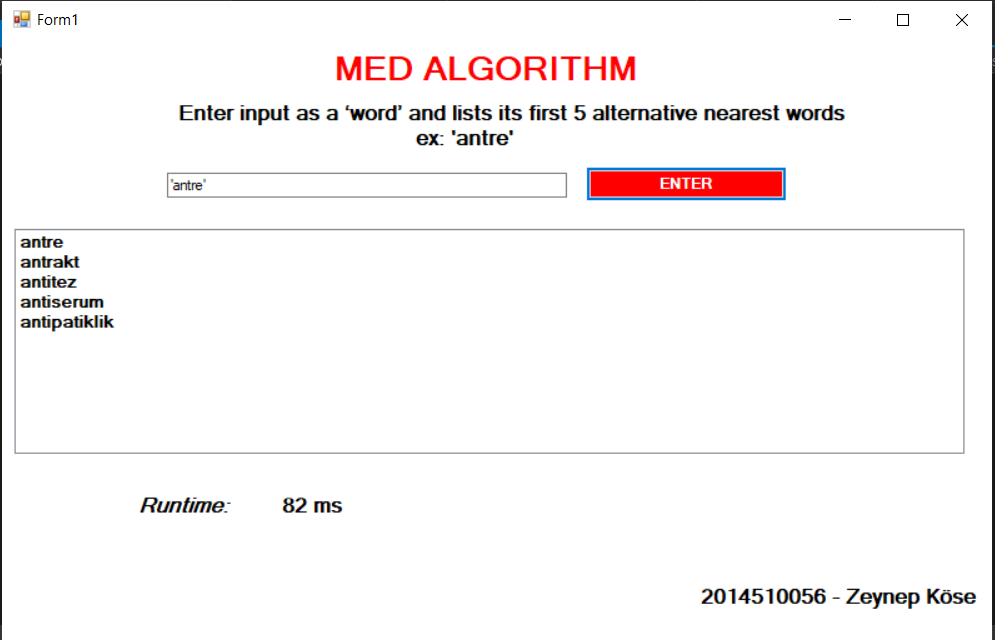 Form1
MED ALGORITHM
Enter input as a ‘word’ and lists its first 5 alternative nearest words
ex: 'antre'
'antre'
ENTER
antre
antrakt
antitez
antiserum
antipatiklik
Runtime: 82 ms
2014510056 - Zeynep Köse